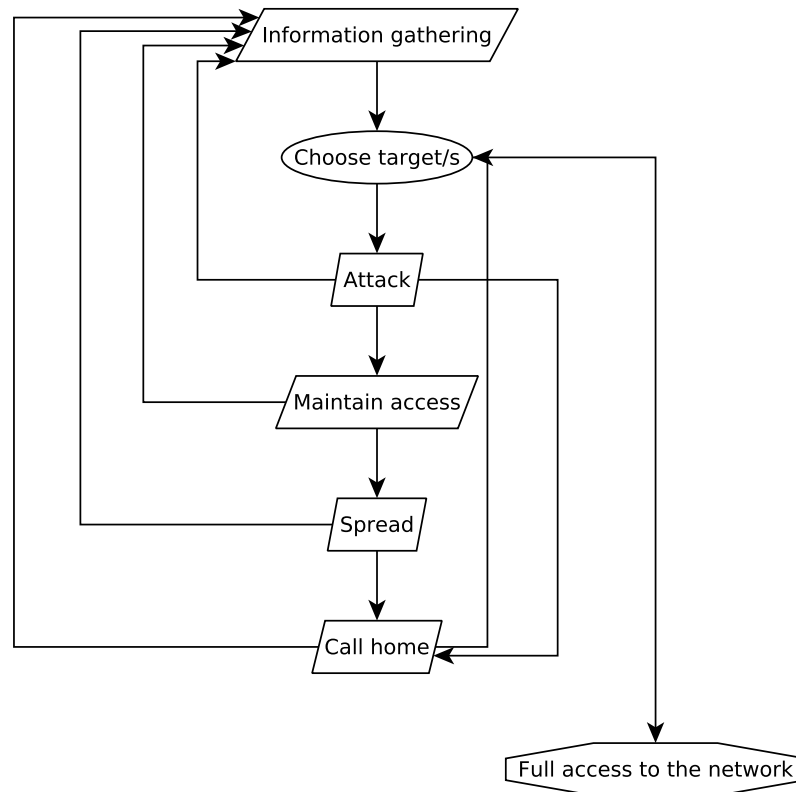 Information gathering
Choose target/s
Attack
Maintain access
Spread
Call home
Full access to the network